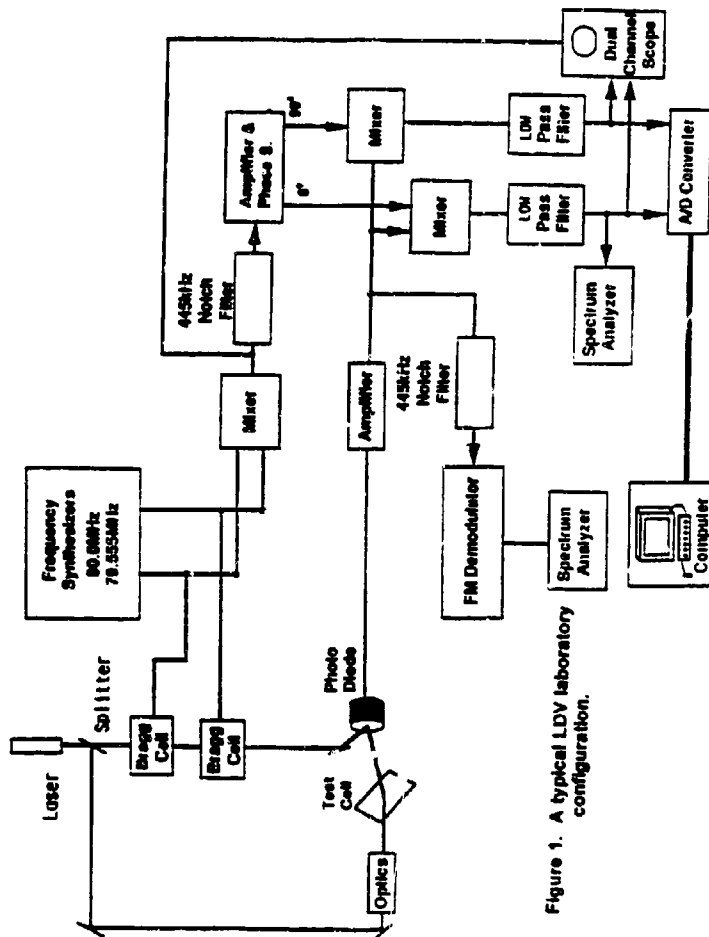 Laser
Splitter
Bragg
Cell
Bragg
Cell
Frequency
Synthesizers
80.0MHz
79.555MHz
Mixer
445kHz
Notch
Filter
Amplifier &
Phase S.
0°
90°
Mixer
Mixer
LOW
Pass
Filter
LOW
Pass
Filter
Dual
Channel
Scope
A/D Converter
Spectrum
Analyzer
Computer
Optics
Test
Cell
Photo
Diode
Amplifier
445kHz
Notch
Filter
FM Demodulator
Spectrum
Analyzer
Figure 1. A typical LDV laboratory
configuration.